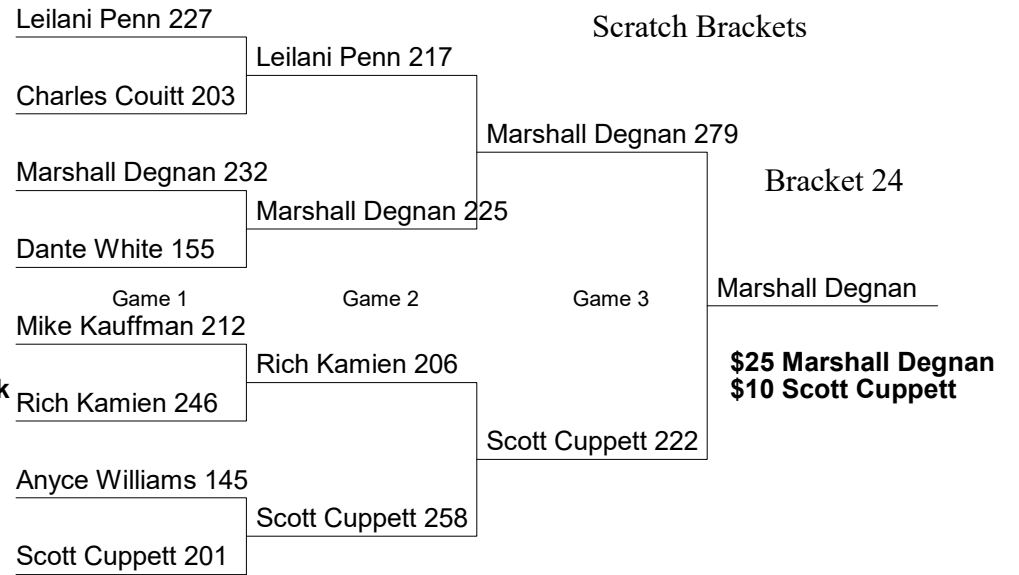 Leilani Penn 227
Scratch Brackets
Leilani Penn 217
Charles Couitt 203
Marshall Degnan 279
Marshall Degnan 232
Bracket 24
Marshall Degnan 225
Dante White 155
Game 1
Game 2
Game 3
Marshall Degnan
Mike Kauffman 212
Rich Kamien 206
$25 Marshall Degnan
$10 Scott Cuppett
k
Rich Kamien 246
Scott Cuppett 222
Anyce Williams 145
Scott Cuppett 258
Scott Cuppett 201